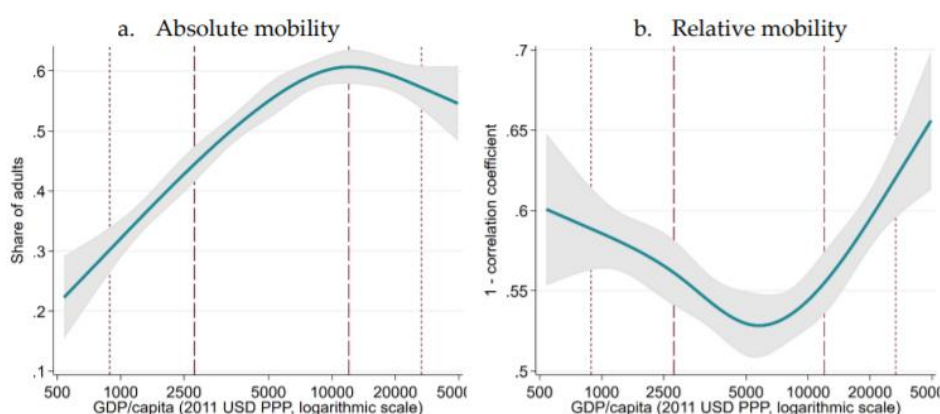 a. Absolute mobility
.6
.5
.4
.3
.2
.1
Share of adults
500 1000 2500 5000 10000 20000 5000
GDP/capita (2011 USD PPP, logarithmic scale)
b. Relative mobility
.7
.65
.6
.55
.5
1 - correlation coefficient
500 1000 2500 5000 10000 20000 5000
GDP/capita (2011 USD PPP, logarithmic scale)